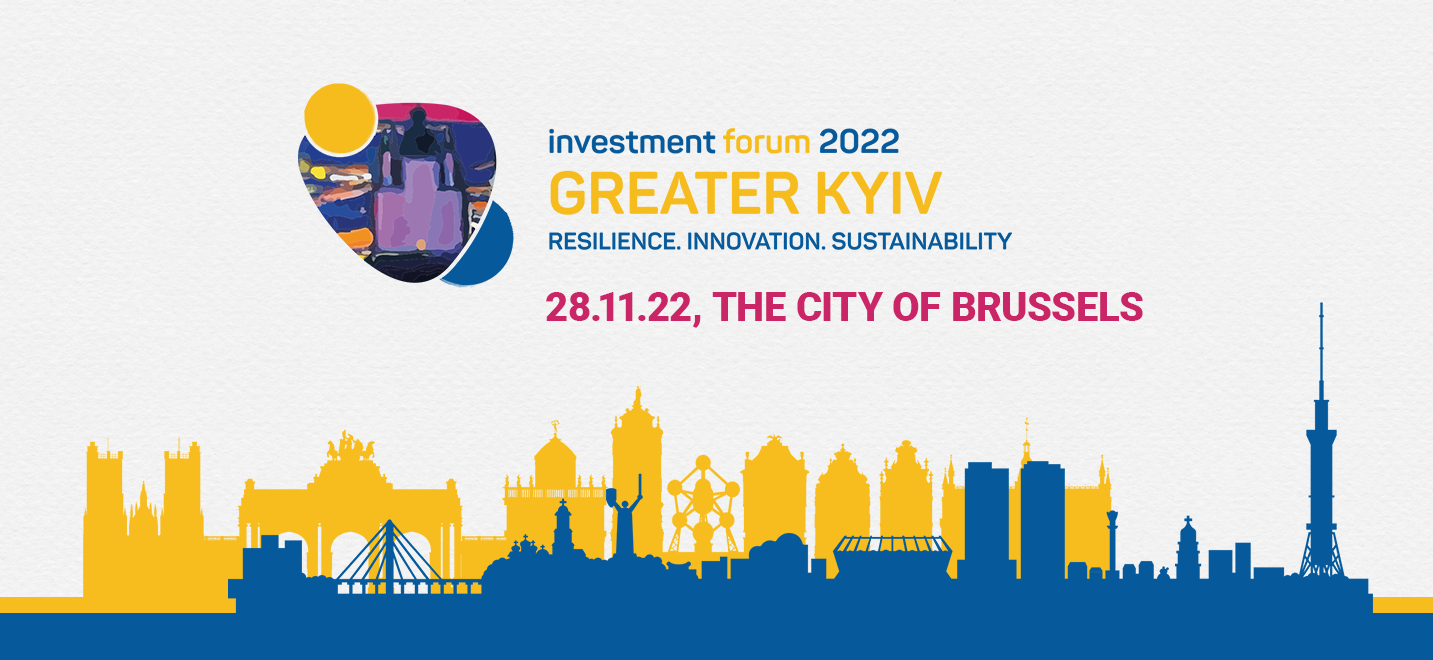 investment forum 2022
GREATER KYIV
RESILIENCE. INNOVATION. SUSTAINABILITY
28.11.22, THE CITY OF BRUSSELS